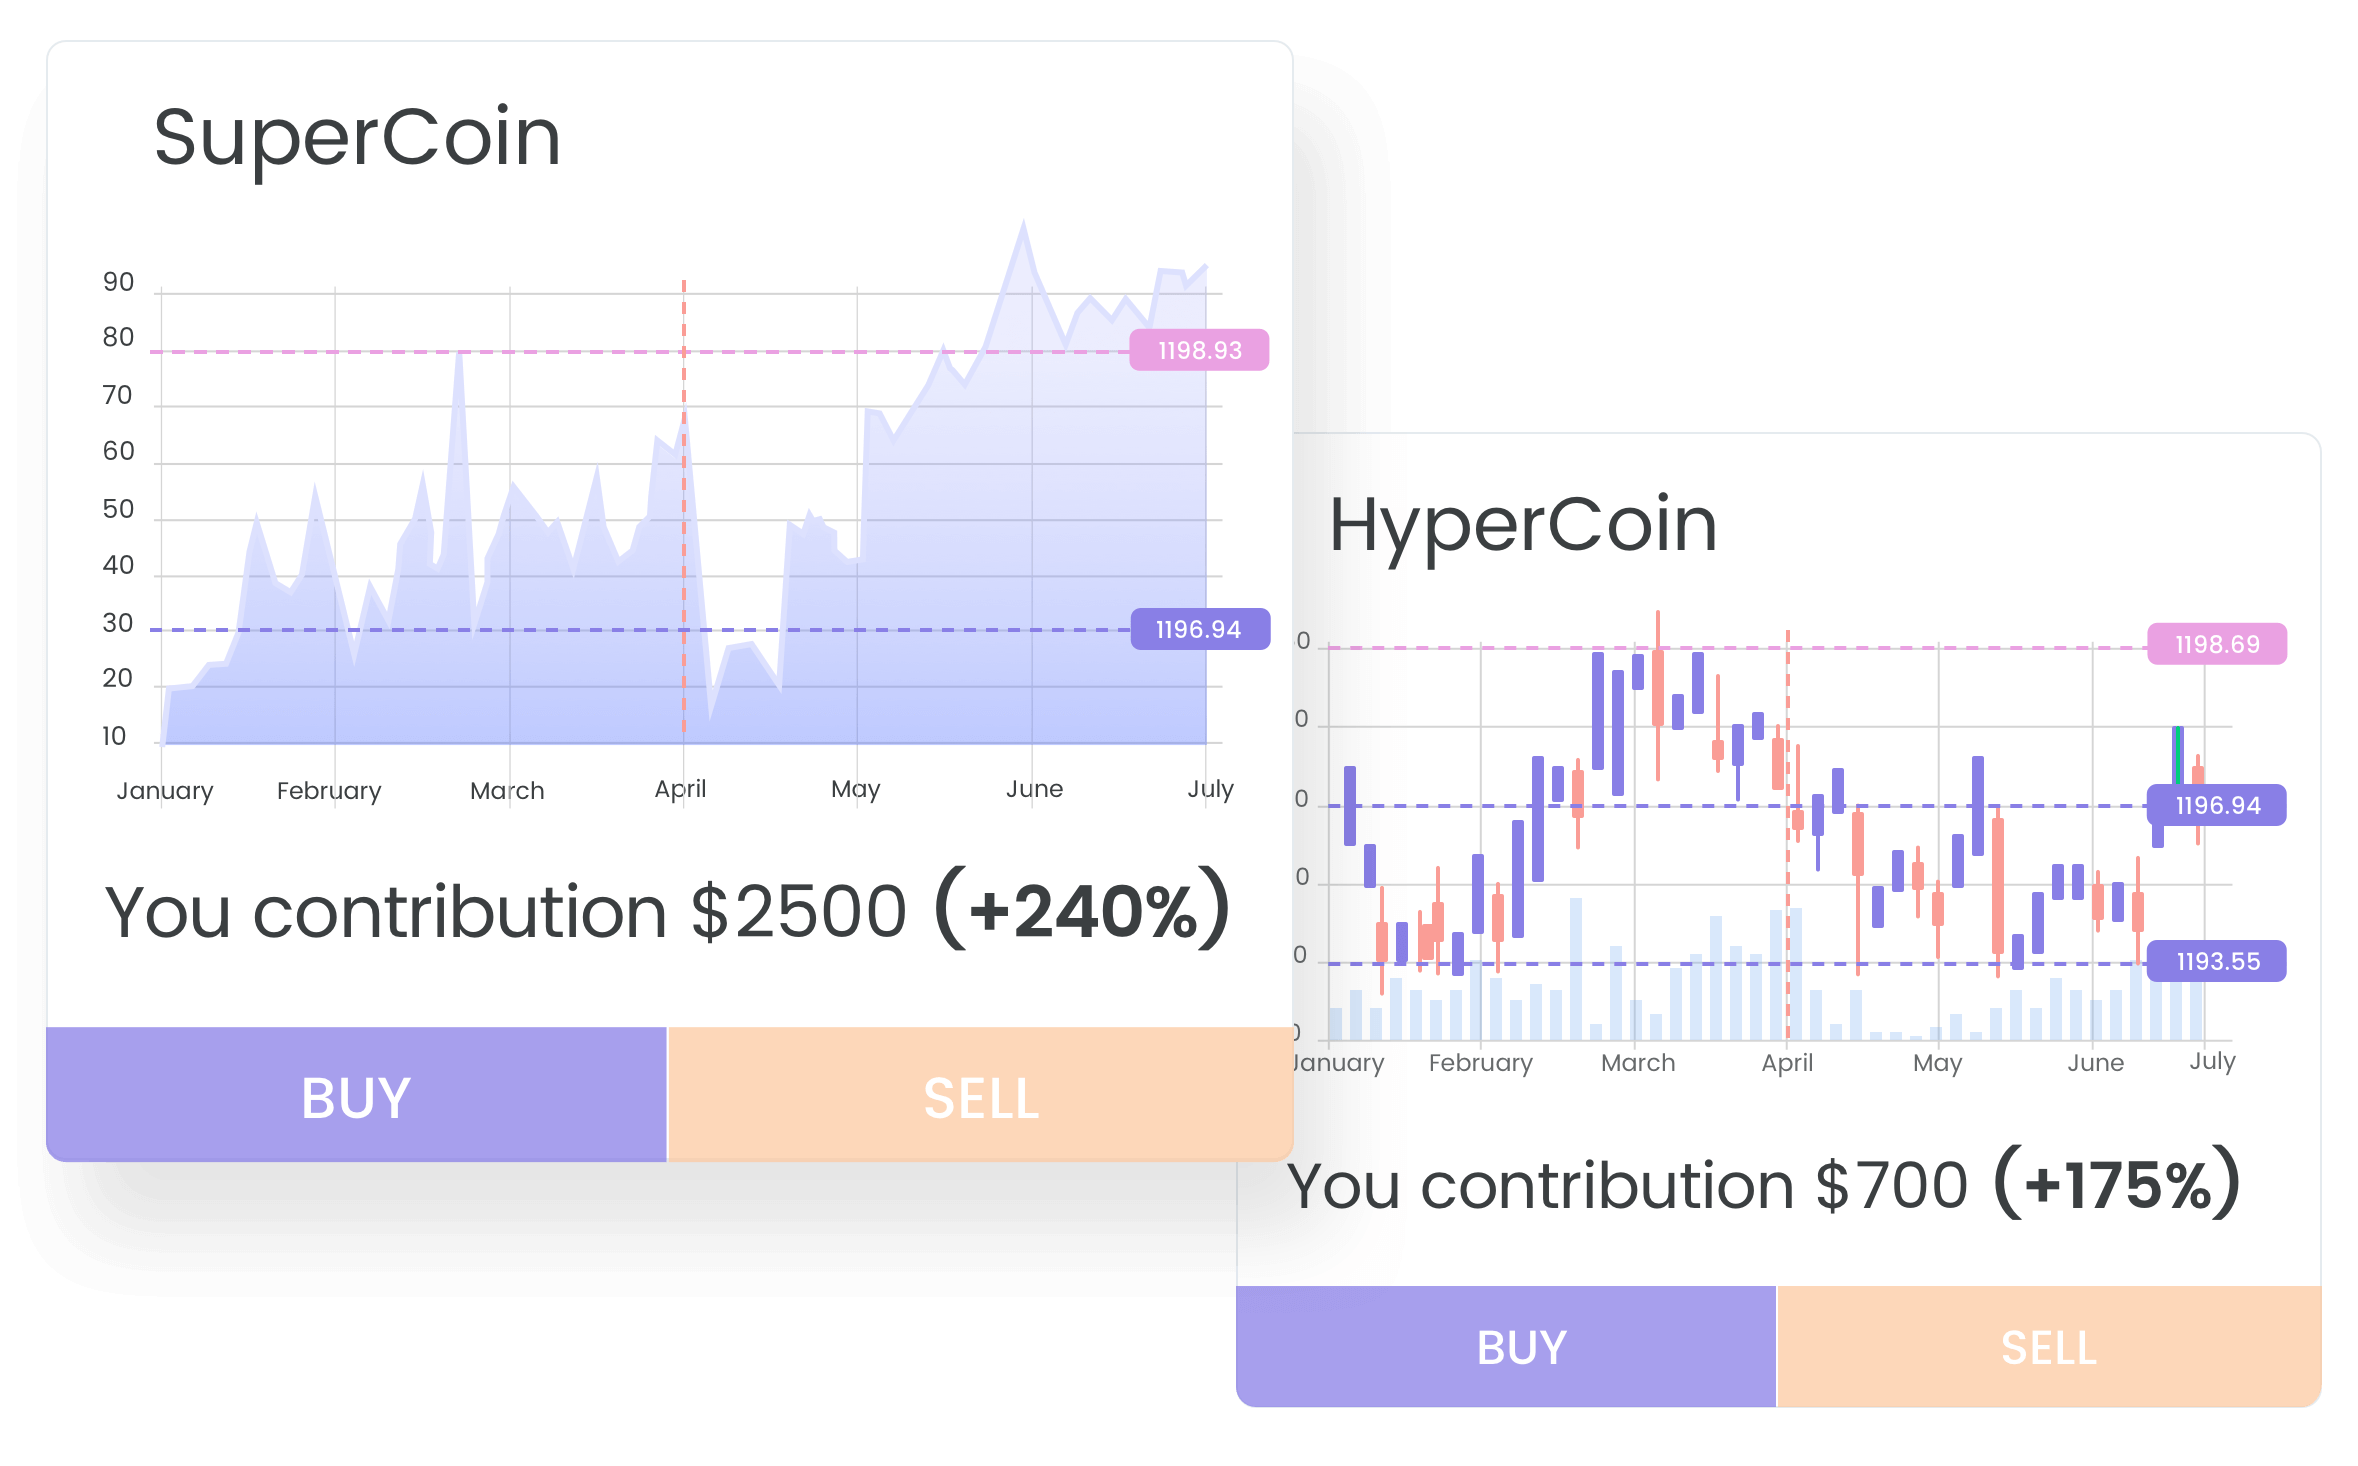 SuperCoin
90
80
1198.93
70
60
50
40
30
1196.94
20
10
January February March April May June July
You contribution $2500 (+240%)
BUY SELL
HyperCoin
0
1198.69
0
0
1196.94
0
0
1193.55
January February March April May June July
You contribution $700 (+175%)
BUY SELL